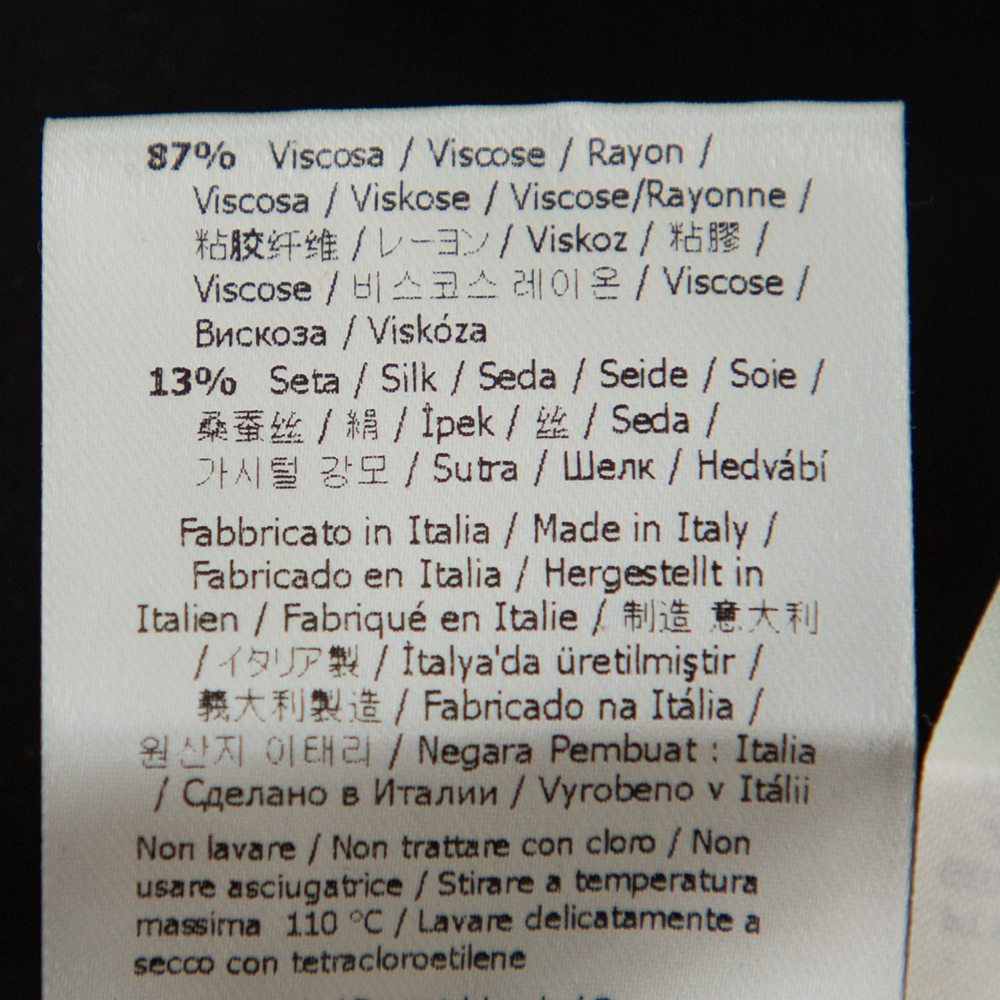 87% Viscosa / Viscose / Rayon /
Viscosa / Viskose / Viscose/Rayonne /
粘胶纤维 / レーヨン / Viskoz / 粘膠 /
Viscose / 비스코스 레이온 / Viscose /
Вискоза / Viskóza
13% Seta / Silk / Seda / Seide / Soie /
桑蚕丝 / 絹 / İpek / 丝 / Seda /
가시털 강모 / Sutra / Шелк / Hedvábí
Fabbricato in Italia / Made in Italy /
Fabricado en Italia / Hergestellt in
Italien / Fabriqué en Italie / 制造 意大利
/ イタリア製 / İtalya'da üretilmiştir /
義大利製造 / Fabricado na Itália /
원산지 이태리 / Negara Pembuat : Italia
/ Сделано в Италии / Vyrobeno v Itálii
Non lavare / Non trattare con cloro / Non
usare asciugatrice / Stirare a temperatura
massima 110 °C / Lavare delicatamente a
secco con tetracloroetilene